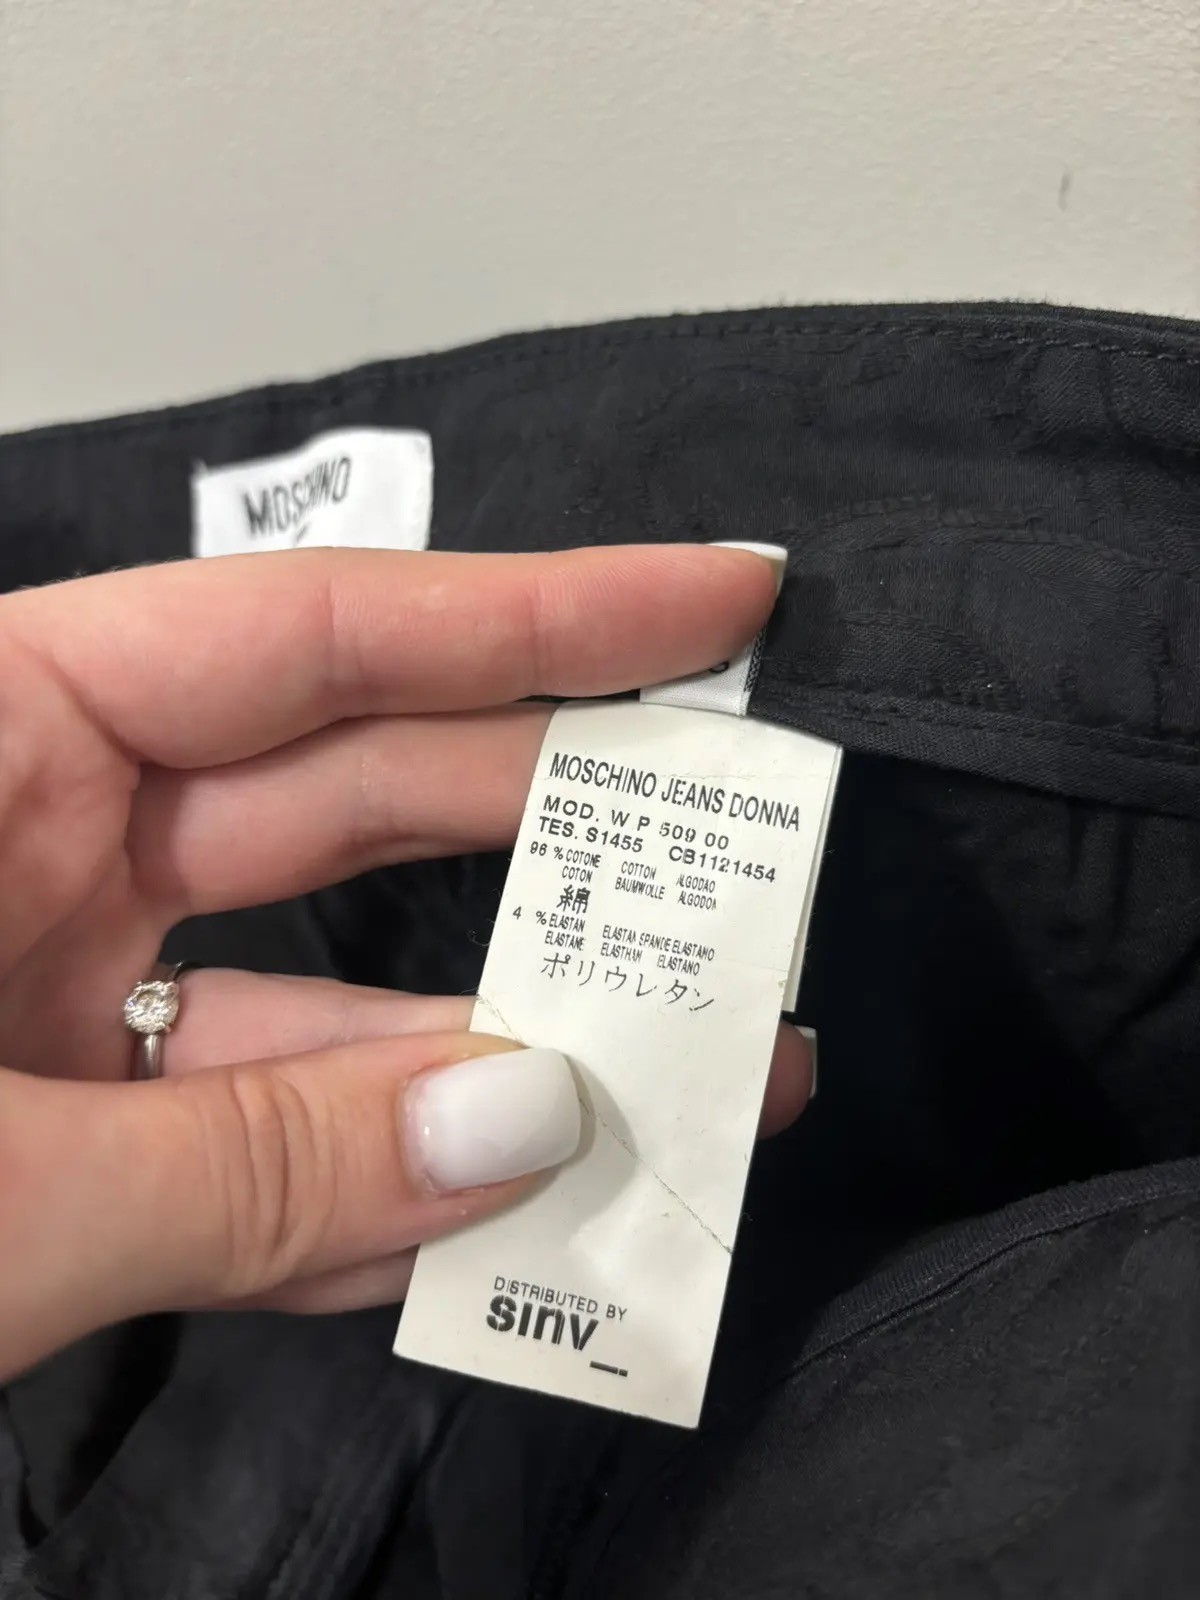 MOSCHINO
MOSCHINO JEANS DONNA
MOD. W P 509 00
TES. S1455 CB1121454
96 % COTONE COTTON ALGODAO
COTON BAUMWOLLE ALGODON
綿
4 % ELASTAN ELASTAN SPANDE ELASTANO
ELASTANE ELASTHAN ELASTANO
ポリウレタン
DISTRIBUTED BY
sinv_.